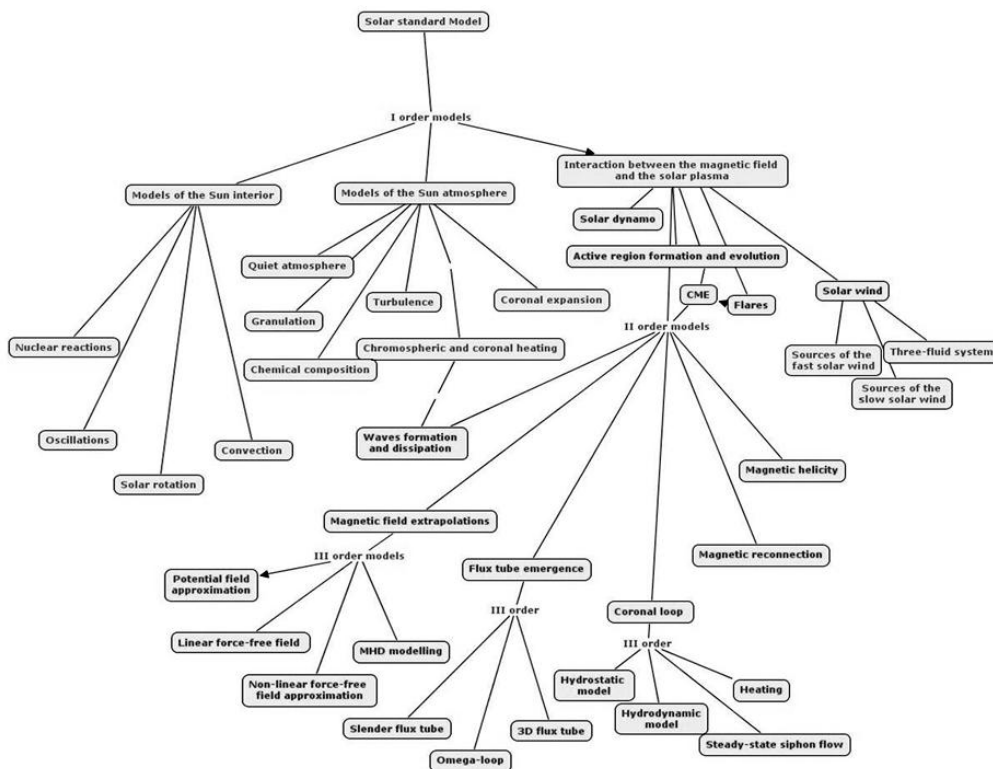 Solar standard Model
I order models
Interaction between the magnetic field
and the solar plasma
Models of the Sun interior
Models of the Sun atmosphere
Solar dynamo
Active region formation and evolution
Quiet atmosphere
Turbulence
Coronal expansion
CME
Flares
Solar wind
Granulation
II order models
Nuclear reactions
Chromospheric and coronal heating
Chemical composition
Sources of the
fast solar wind
Three-fluid system
Sources of the
slow solar wind
Oscillations
Convection
Waves formation
and dissipation
Solar rotation
Magnetic helicity
Magnetic field extrapolations
Magnetic reconnection
III order models
Potential field
approximation
Flux tube emergence
III order
Coronal loop
Linear force-free field
MHD modelling
III order
Non-linear force-free
field approximation
Hydrostatic
model
Heating
Slender flux tube
3D flux tube
Hydrodynamic
model
Omega-loop
Steady-state siphon flow